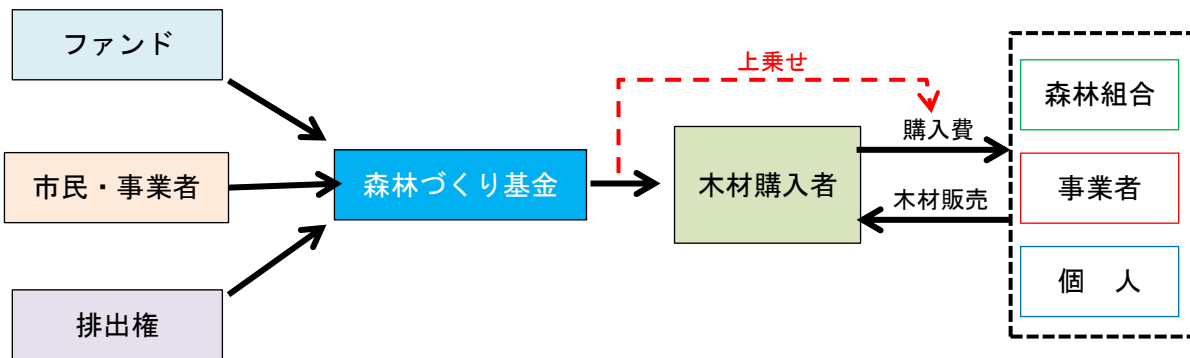 ファンド
市民・事業者
排出権
森林づくり基金
上乗せ
木材購入者
購入費
木材販売
森林組合
事業者
個　人